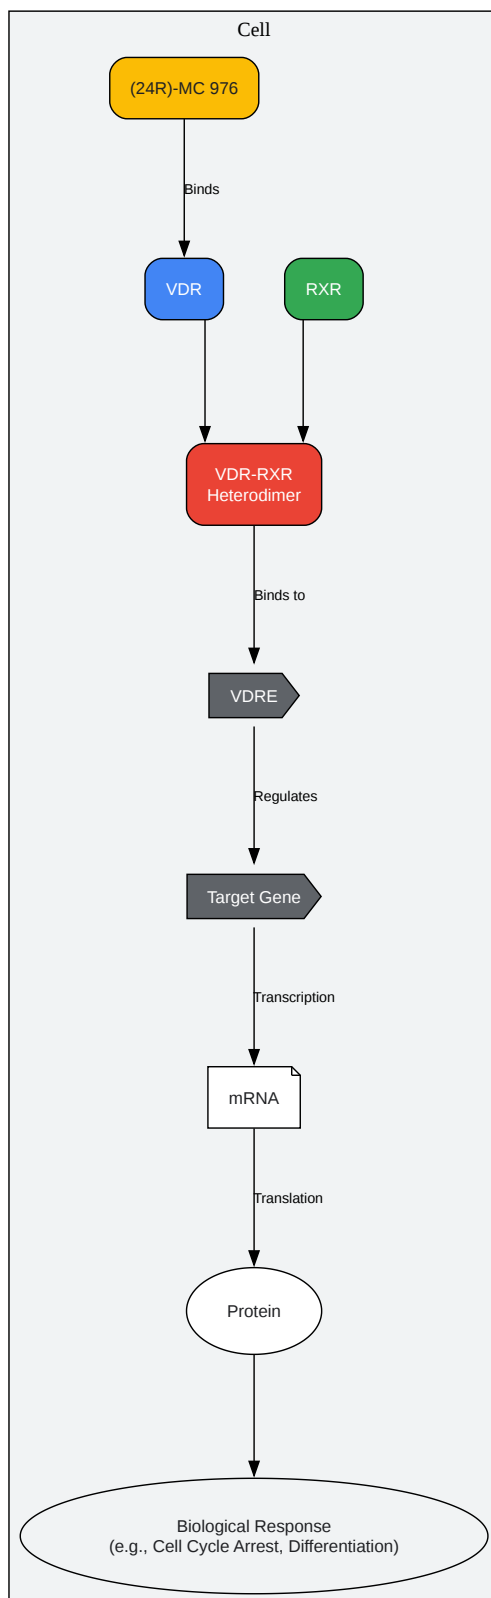 Cell
(24R)-MC 976
Binds
VDR
RXR
VDR-RXR
Heterodimer
Binds to
VDRE
Regulates
Target Gene
Transcription
mRNA
Translation
Protein
Biological Response
(e.g., Cell Cycle Arrest, Differentiation)